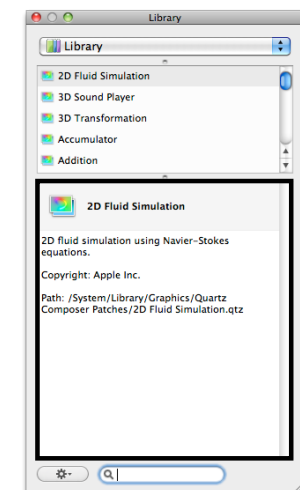 Library
Library
2D Fluid Simulation
3D Sound Player
3D Transformation
Accumulator
Addition
2D Fluid Simulation
2D fluid simulation using Navier-Stokes
equations.
Copyright: Apple Inc.
Path: /System/Library/Graphics/Quartz
Composer Patches/2D Fluid Simulation.qtz